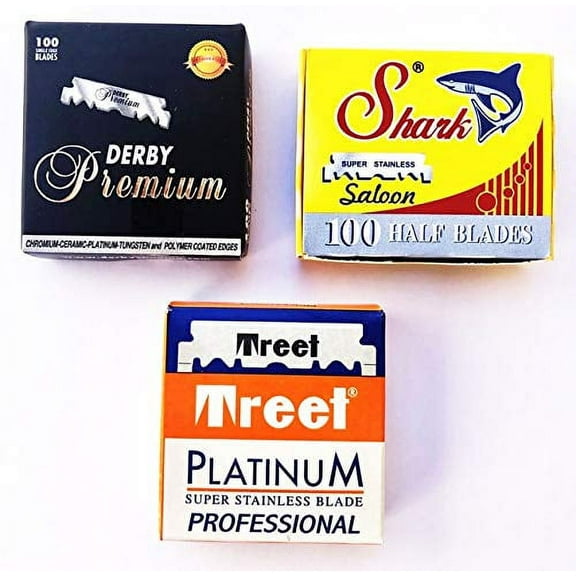 100
SINGLE EDGE
BLADES
DERBY
Premium
DERBY
Premium
CHROMIUM-CERAMIC-PLATINUM-TUNGSTEN and POLYMER COATED EDGES
Shark®
SUPER STAINLESS
Saloon
100 HALF BLADES
Treet
Treet®
PLATINUM
SUPER STAINLESS BLADE
PROFESSIONAL